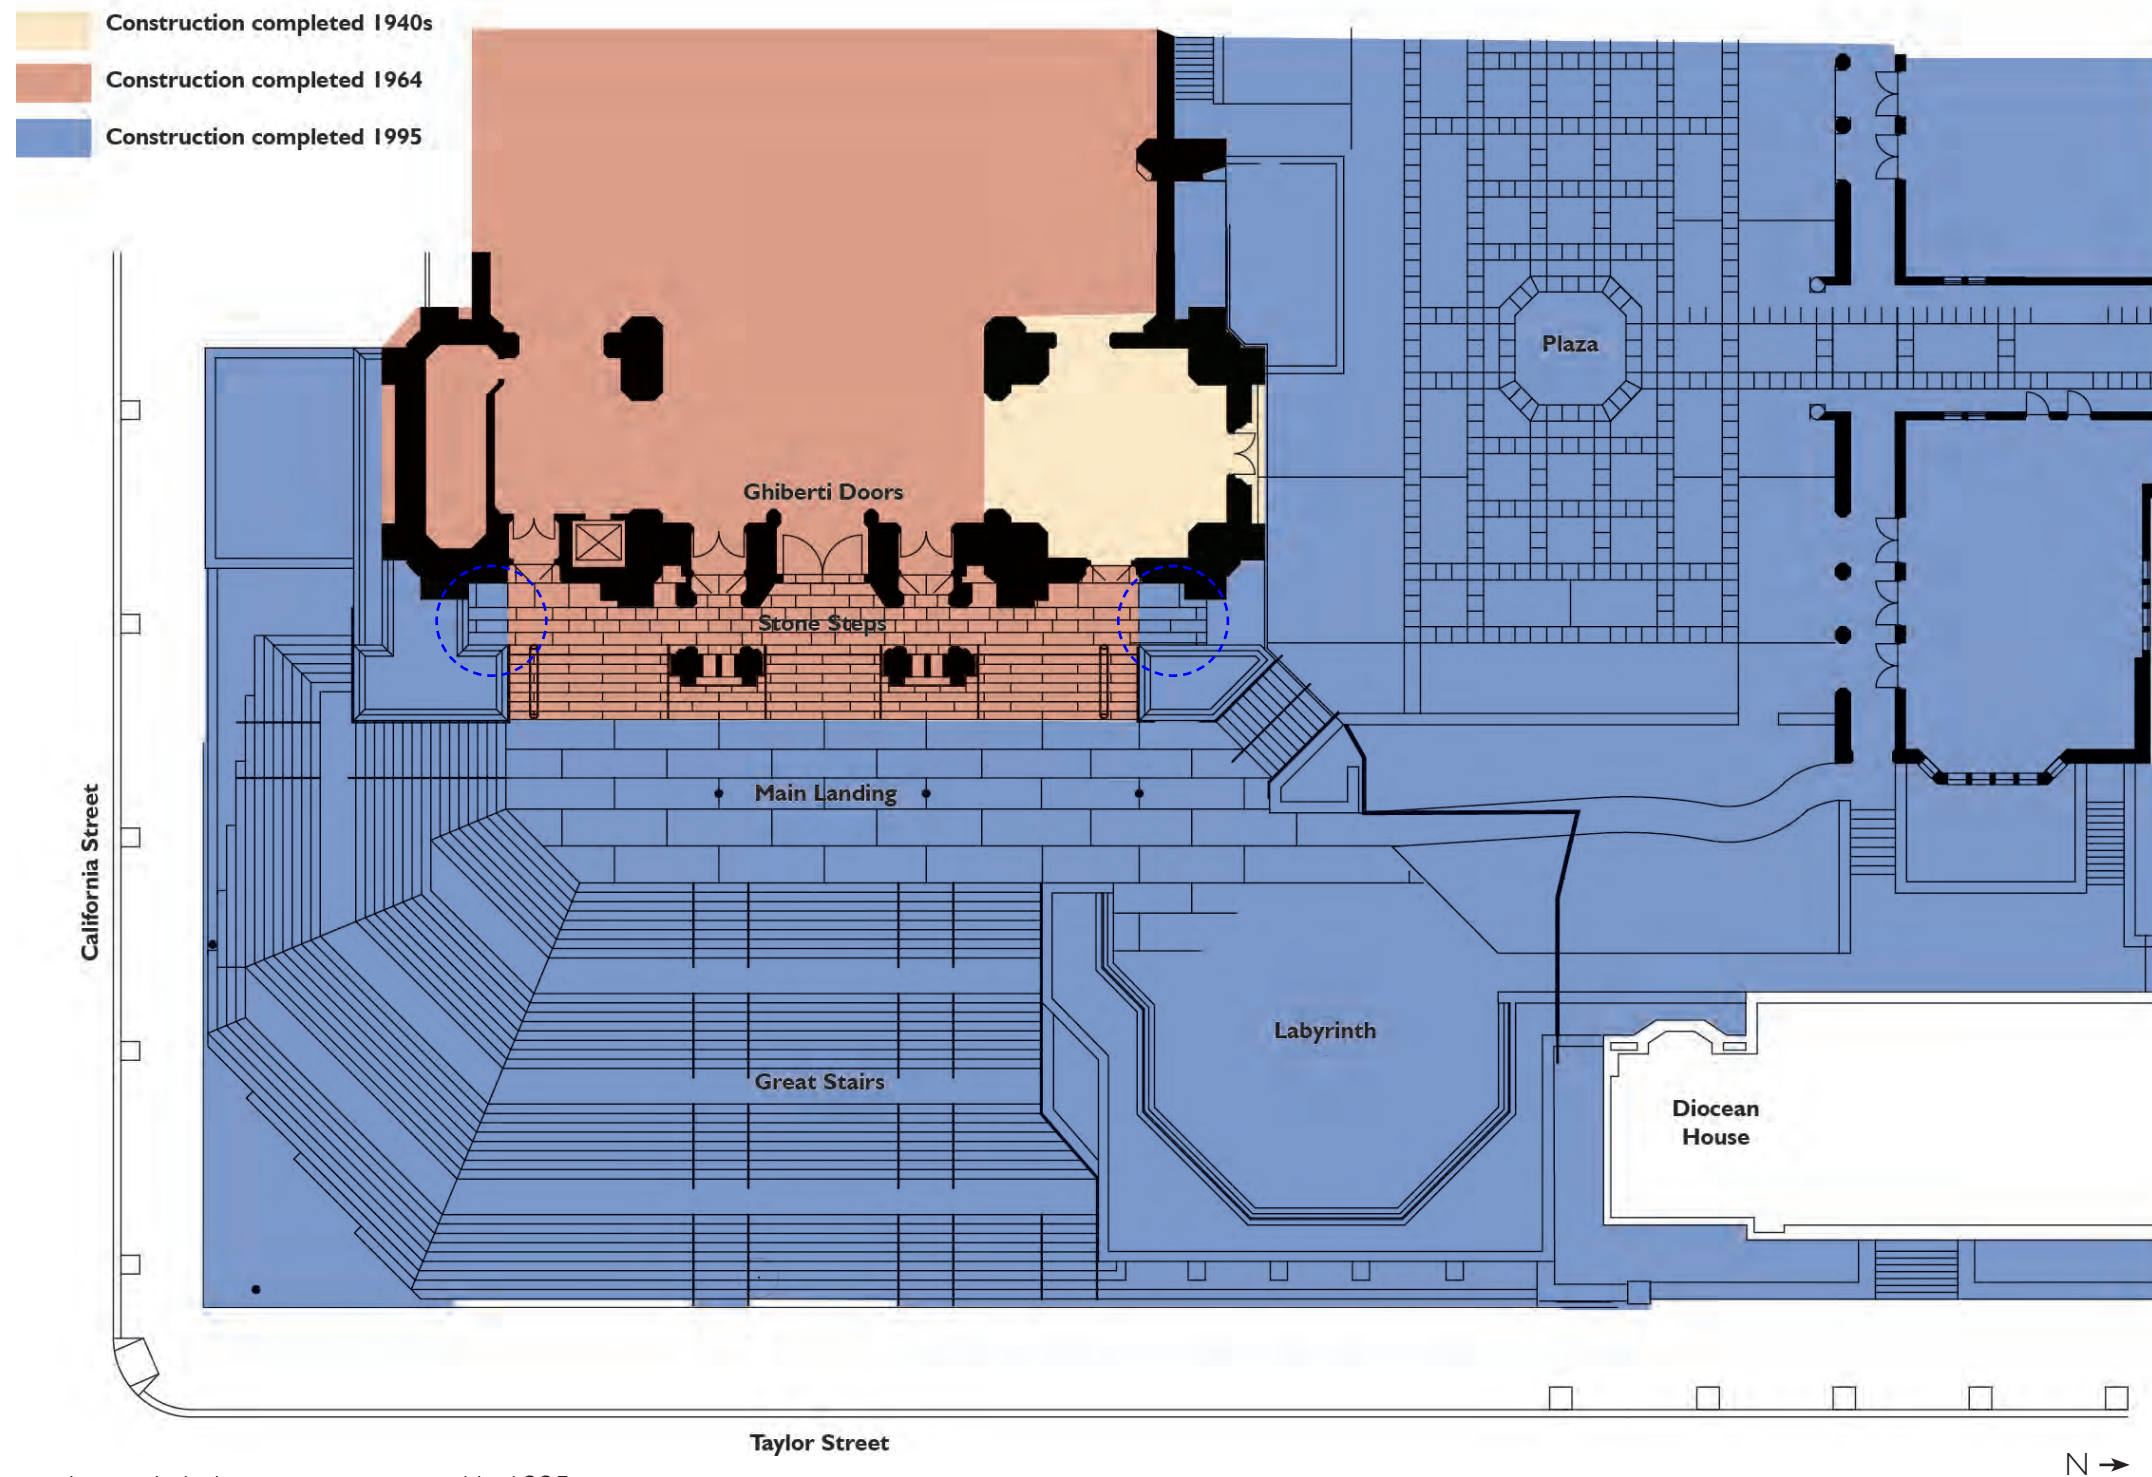 Construction completed 1940s
Construction completed 1964
Construction completed 1995
Plaza
Ghiberti Doors
Stone Steps
Main Landing
California Street
Labyrinth
Great Stairs
Diocean
House
Taylor Street
N